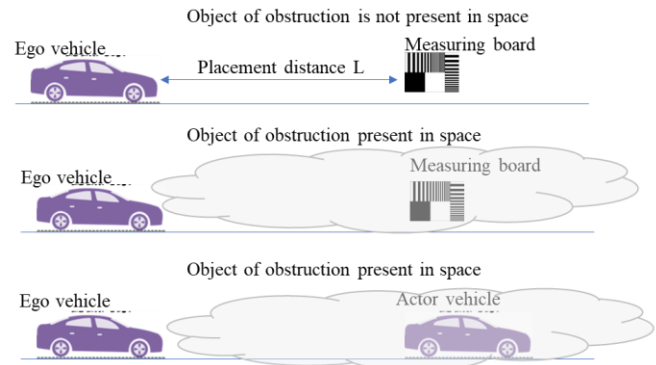 Object of obstruction is not present in space
Ego vehicle
Measuring board
Placement distance L
Object of obstruction present in space
Measuring board
Ego vehicle
Object of obstruction present in space
Ego vehicle
Actor vehicle